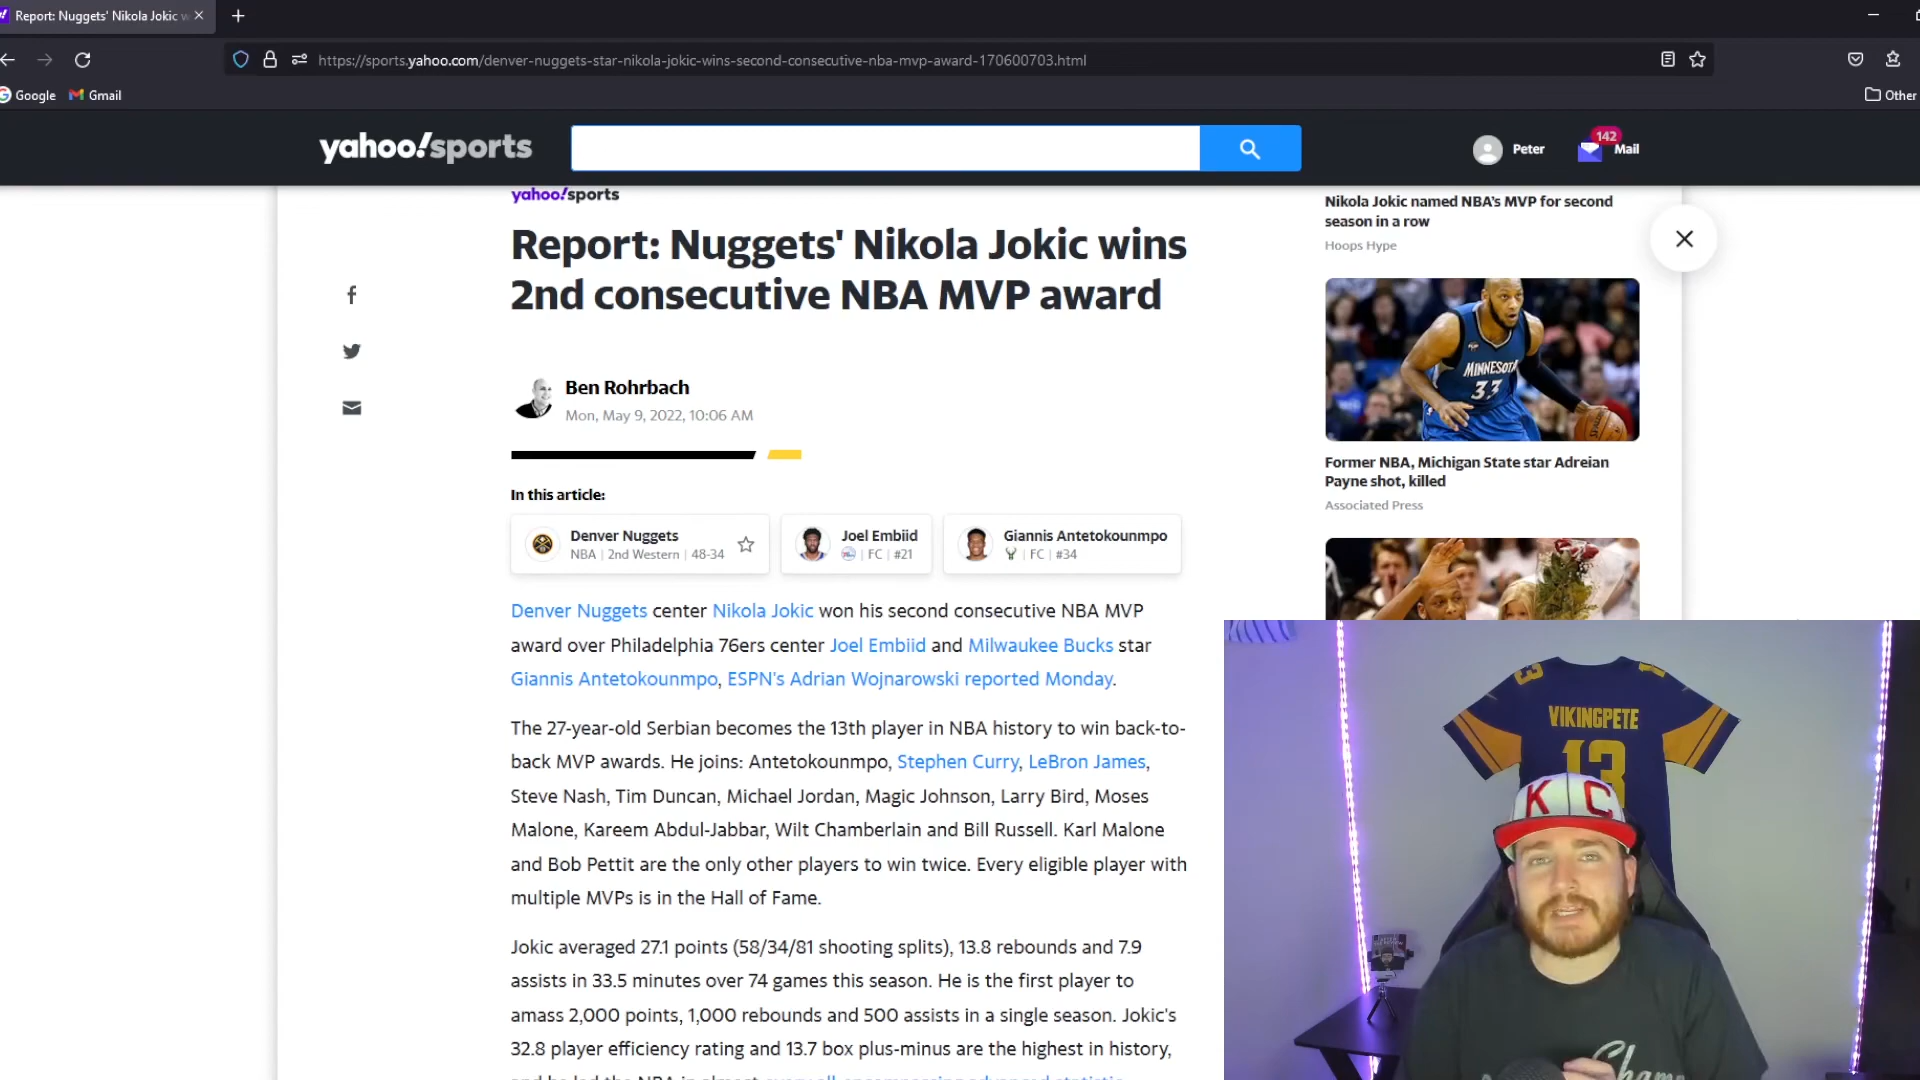 Report: Nuggets' Nikola Jokic w
https://sports.yahoo.com/denver-nuggets-star-nikola-jokic-wins-second-consecutive-nba-mvp-award-170600703.html
Google
Gmail
Other
yahoo!sports
Peter
142
Mail
yahoo!sports
Report: Nuggets' Nikola Jokic wins
2nd consecutive NBA MVP award
Ben Rohrbach
Mon, May 9, 2022, 10:06 AM
In this article:
Denver Nuggets
NBA | 2nd Western | 48-34
Joel Embiid
| FC | #21
Giannis Antetokounmpo
| FC | #34
Denver Nuggets center Nikola Jokic won his second consecutive NBA MVP
award over Philadelphia 76ers center Joel Embiid and Milwaukee Bucks star
Giannis Antetokounmpo, ESPN's Adrian Wojnarowski reported Monday.
The 27-year-old Serbian becomes the 13th player in NBA history to win back-to-
back MVP awards. He joins: Antetokounmpo, Stephen Curry, LeBron James,
Steve Nash, Tim Duncan, Michael Jordan, Magic Johnson, Larry Bird, Moses
Malone, Kareem Abdul-Jabbar, Wilt Chamberlain and Bill Russell. Karl Malone
and Bob Pettit are the only other players to win twice. Every eligible player with
multiple MVPs is in the Hall of Fame.
Jokic averaged 27.1 points (58/34/81 shooting splits), 13.8 rebounds and 7.9
assists in 33.5 minutes over 74 games this season. He is the first player to
amass 2,000 points, 1,000 rebounds and 500 assists in a single season. Jokic's
32.8 player efficiency rating and 13.7 box plus-minus are the highest in history,
Nikola Jokic named NBA's MVP for second
season in a row
Hoops Hype
MINNESOTA
33
Former NBA, Michigan State star Adreian
Payne shot, killed
Associated Press
13
VIKINGPETE
13
K C
Cham